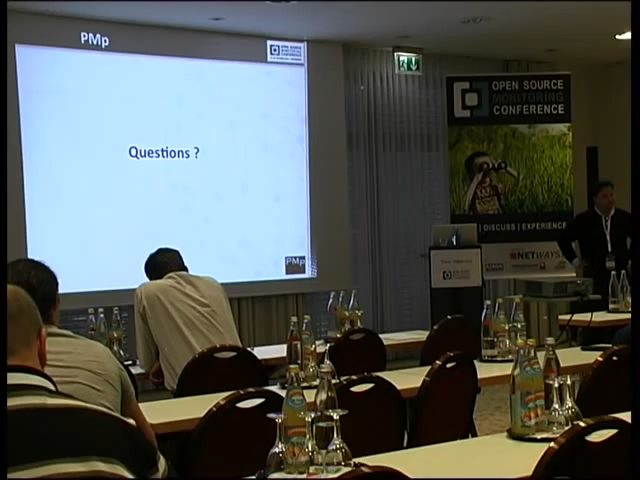 PMp
Questions ?
PMp
OPEN SOURCE
MONITORING
CONFERENCE
| DISCUSS | EXPERIENCE
NETWAYS